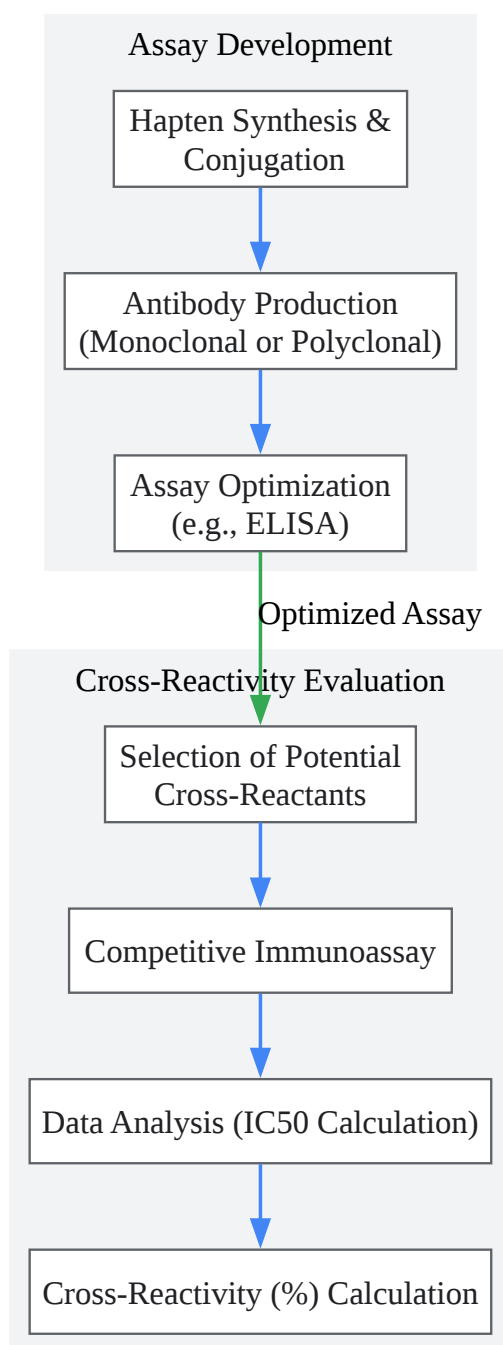 Assay Development
Hapten Synthesis &
Conjugation
Antibody Production
(Monoclonal or Polyclonal)
Assay Optimization
(e.g., ELISA)
Optimized Assay
Cross-Reactivity Evaluation
Selection of Potential
Cross-Reactants
Competitive Immunoassay
Data Analysis (IC50 Calculation)
Cross-Reactivity (%) Calculation